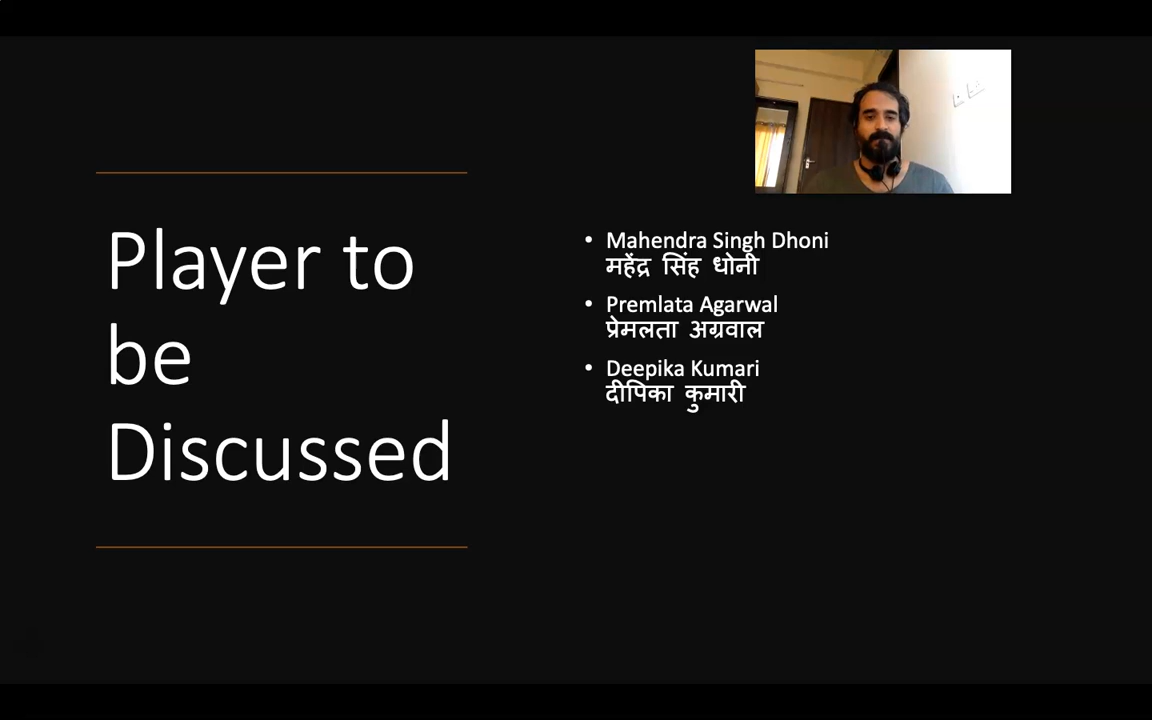 Player to
be
Discussed
• Mahendra Singh Dhoni
महेंद्र सिंह धोनी
• Premlata Agarwal
प्रेमलता अग्रवाल
• Deepika Kumari
दीपिका कुमारी